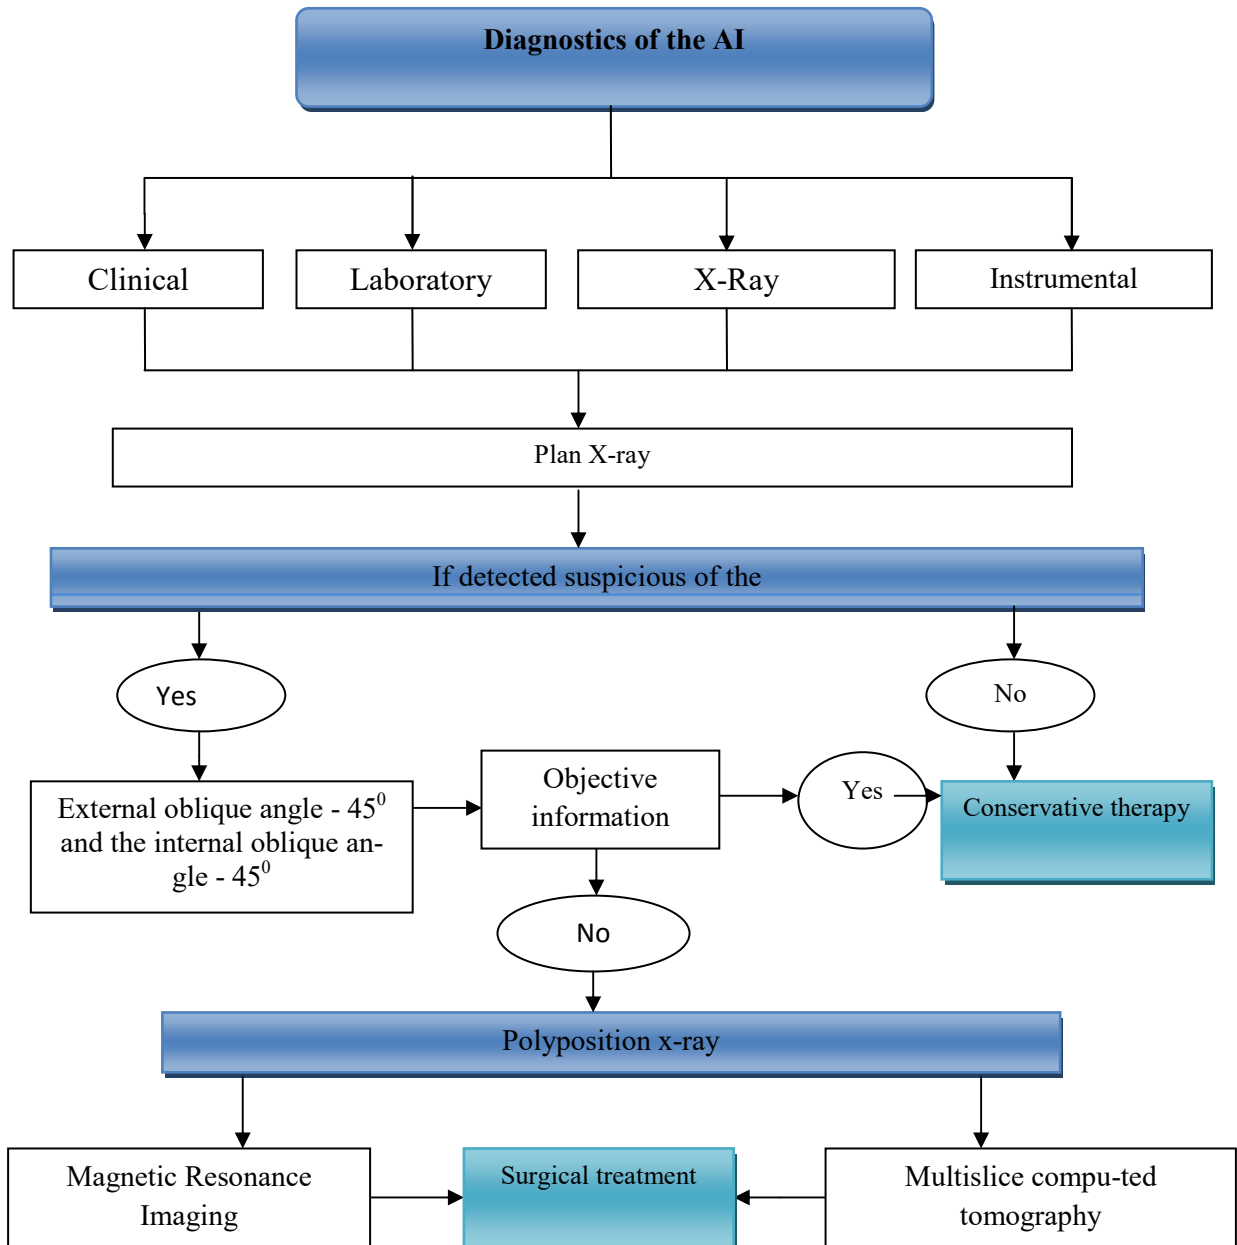 Diagnostics of the AI
Clinical
Laboratory
X-Ray
Instrumental
Plan X-ray
If detected suspicious of the
Yes
No
External oblique angle - 45⁰
and the internal oblique an-
gle - 45⁰
Objective
information
Yes
Conservative therapy
No
Polyposition x-ray
Magnetic Resonance
Imaging
Surgical treatment
Multislice compu-ted
tomography